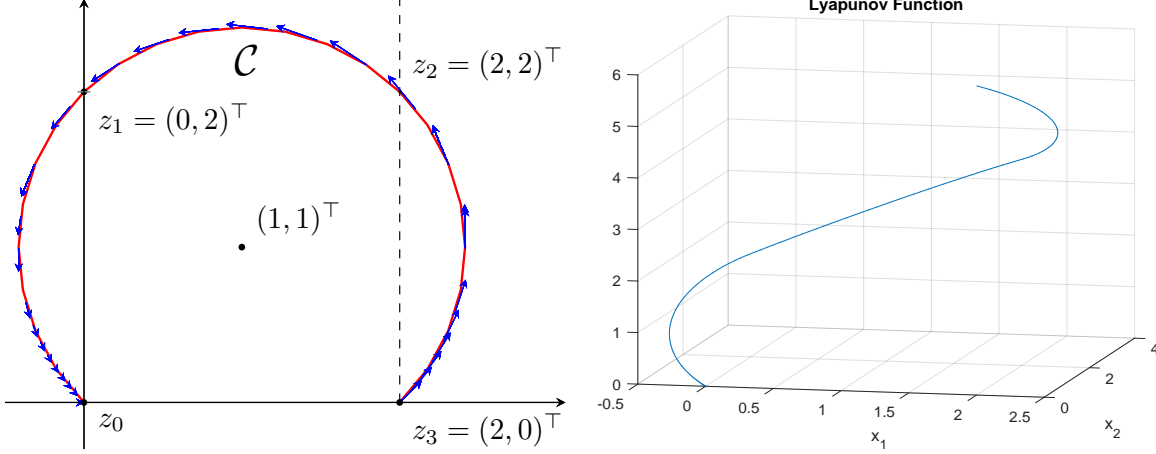 𝒞
z₂ = (2, 2)^⊤
z₁ = (0, 2)^⊤
(1, 1)^⊤
z₀
z₃ = (2, 0)^⊤
Lyapunov Function
6
5
4
3
2
1
0
-0.5
0
0.5
1
1.5
2
2.5
x₁
0
2
4
x₂